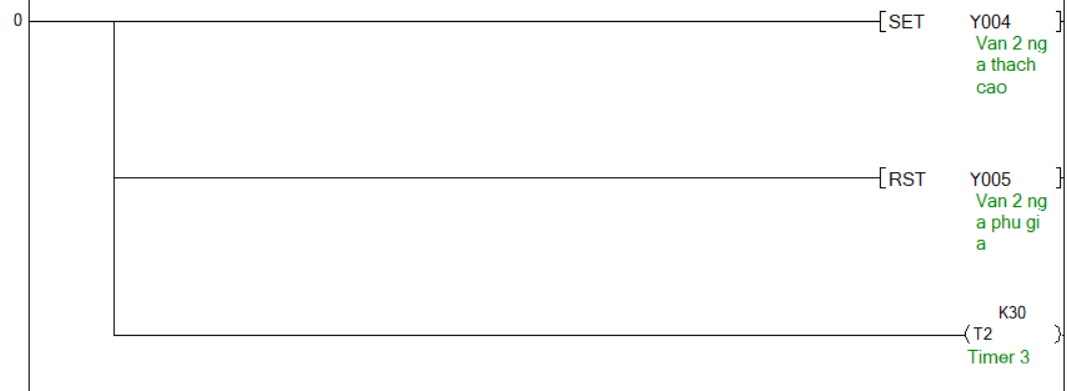 0
SET Y004
Van 2 ng
a thach
cao
RST Y005
Van 2 ng
a phu gi
a
K30
T2
Timer 3